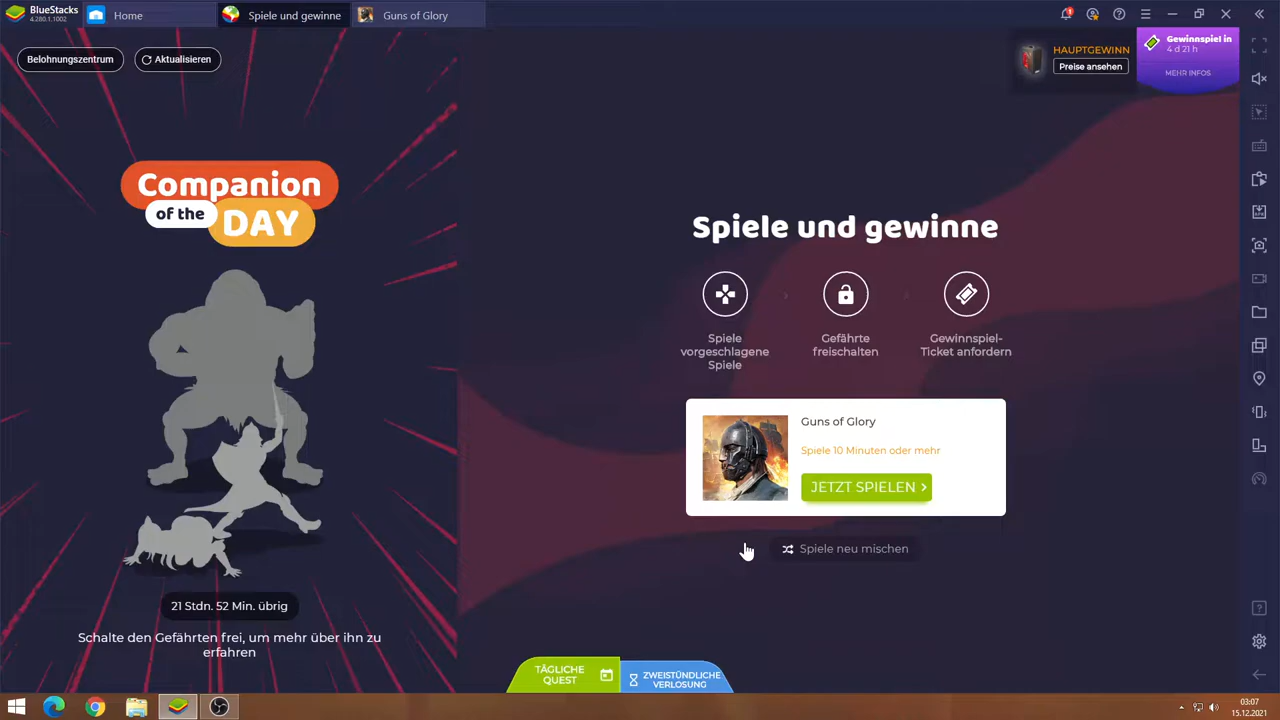 BlueStacks
4.280.1.1002
Home
Spiele und gewinne
Guns of Glory
Belohnungszentrum
Aktualisieren
HAUPTGEWINN
Preise ansehen
Gewinnspiel in
4 d 21 h
MEHR INFOS
Companion
of the
DAY
21 Stdn. 52 Min. übrig
Schalte den Gefährten frei, um mehr über ihn zu
erfahren
Spiele und gewinne
Spiele
vorgeschlagene
Spiele
Gefährte
freischalten
Gewinnspiel-
Ticket anfordern
Guns of Glory
Spiele 10 Minuten oder mehr
JETZT SPIELEN
Spiele neu mischen
TÄGLICHE
QUEST
ZWEISTÜNDLICHE
VERLOSUNG
03:07
15.12.2021